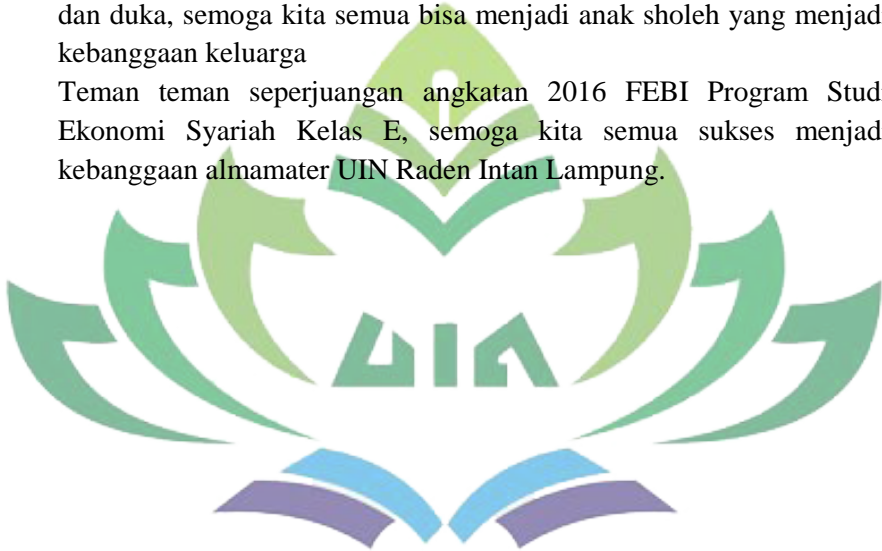 dan duka, semoga kita semua bisa menjadi anak sholeh yang menjad
kebanggaan keluarga
Teman teman seperjuangan angkatan 2016 FEBI Program Stud
Ekonomi Syariah Kelas E, semoga kita semua sukses menjad
kebanggaan almamater UIN Raden Intan Lampung.
UIN